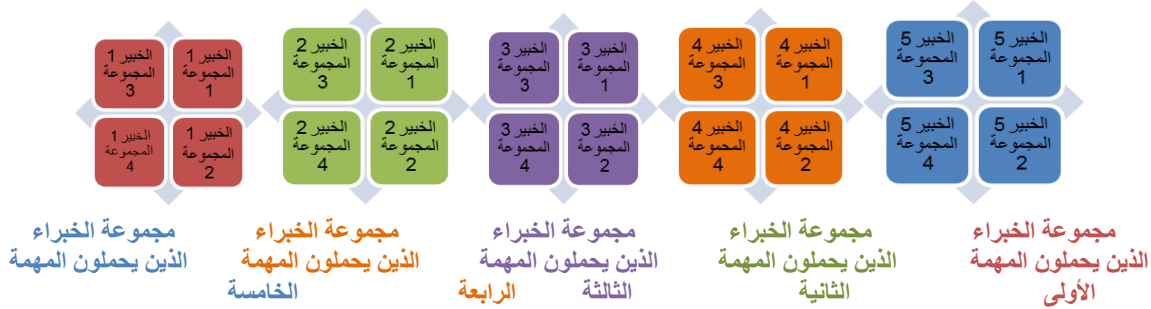 الخبير 5
المجموعة
1
الخبير 5
المجموعة
3
الخبير 5
المجموعة
2
الخبير 5
المجموعة
4
الخبير 4
المجموعة
1
الخبير 4
المجموعة
3
الخبير 4
المجموعة
2
الخبير 4
المجموعة
4
الخبير 3
المجموعة
1
الخبير 3
المجموعة
3
الخبير 3
المجموعة
2
الخبير 3
المجموعة
4
الخبير 2
المجموعة
1
الخبير 2
المجموعة
3
الخبير 2
المجموعة
2
الخبير 2
المجموعة
4
الخبير 1
المجموعة
1
الخبير 1
المجموعة
3
الخبير 1
المجموعة
2
الخبير 1
المجموعة
4
مجموعة الخبراء
الذين يحملون المهمة
الأولى
مجموعة الخبراء
الذين يحملون المهمة
الثانية
مجموعة الخبراء
الذين يحملون المهمة
الثالثة
مجموعة الخبراء
الذين يحملون المهمة
الرابعة
مجموعة الخبراء
الذين يحملون المهمة
الخامسة